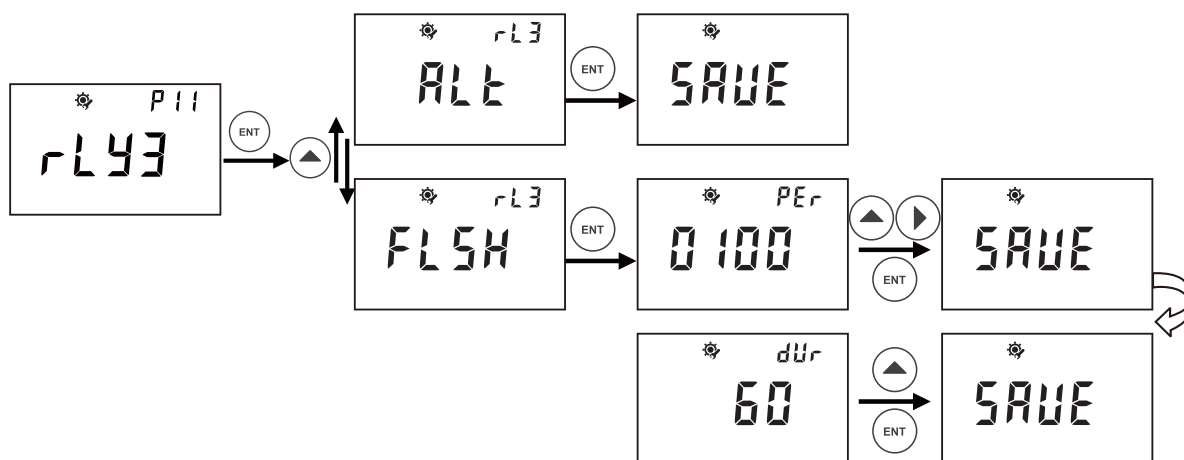 P11
rLY3
ENT
rL3
ALt
ENT
SAVE
rL3
FLSH
ENT
PEr
0100
ENT
SAVE
dUr
60
ENT
SAVE